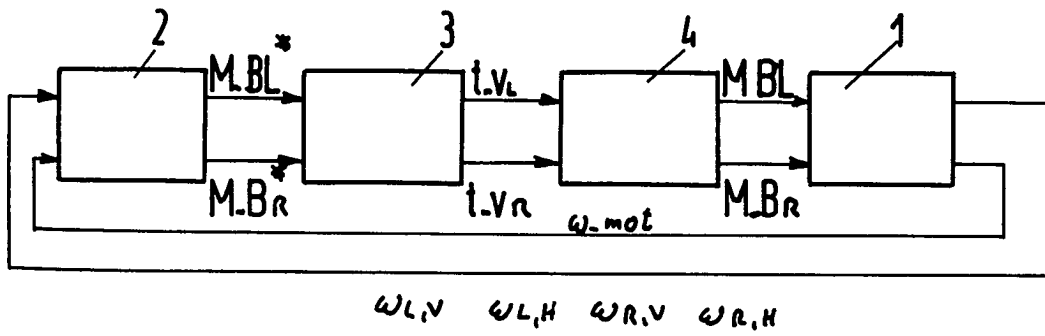 2 3 4 1
M_BL* t_VL M BL
M_BR* t_VR M_BR
ω_mot
ωL,V ωL,H ωR,V ωR,H